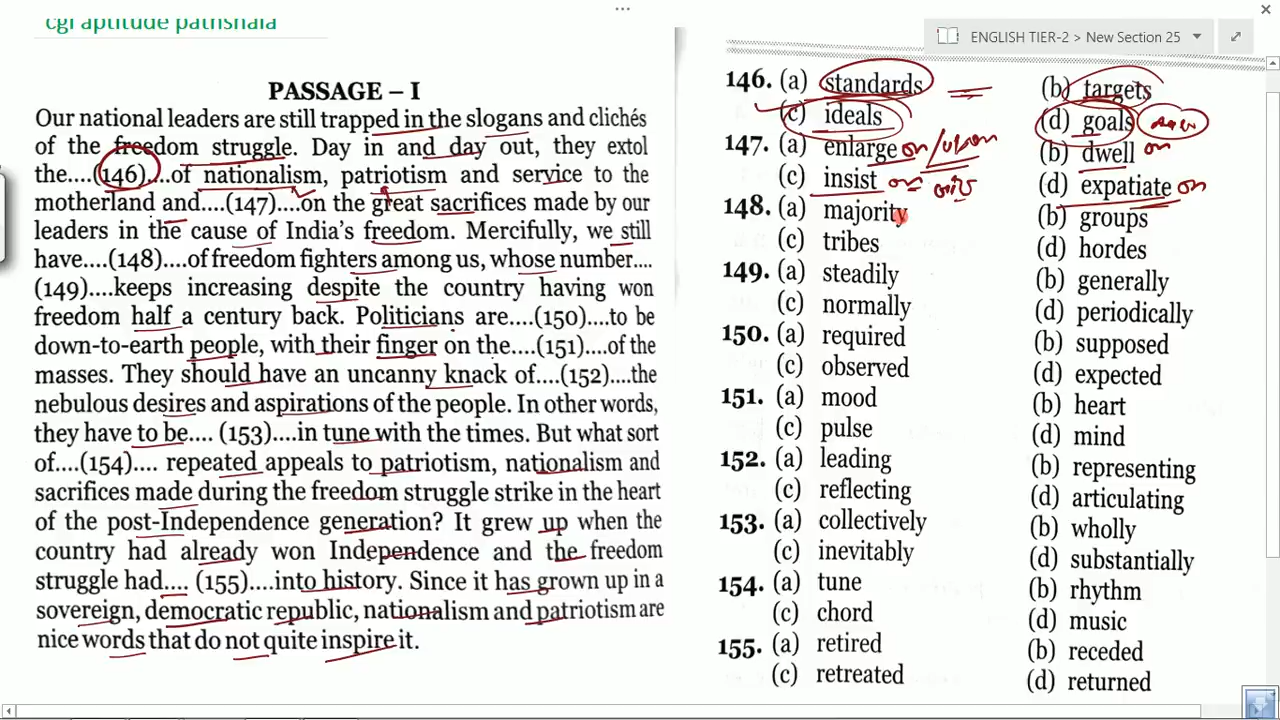 cgl aptitude pathshala
ENGLISH TIER-2 > New Section 25
PASSAGE – I
Our national leaders are still trapped in the slogans and clichés
of the freedom struggle. Day in and day out, they extol
the....(146)....of nationalism, patriotism and service to the
motherland and....(147)....on the great sacrifices made by our
leaders in the cause of India's freedom. Mercifully, we still
have....(148)....of freedom fighters among us, whose number....
(149)....keeps increasing despite the country having won
freedom half a century back. Politicians are....(150)....to be
down-to-earth people, with their finger on the....(151)....of the
masses. They should have an uncanny knack of....(152)....the
nebulous desires and aspirations of the people. In other words,
they have to be.... (153)....in tune with the times. But what sort
of....(154).... repeated appeals to patriotism, nationalism and
sacrifices made during the freedom struggle strike in the heart
of the post-Independence generation? It grew up when the
country had already won Independence and the freedom
struggle had.... (155)....into history. Since it has grown up in a
sovereign, democratic republic, nationalism and patriotism are
nice words that do not quite inspire it.
146. (a) standards (b) targets
(c) ideals (d) goals
147. (a) enlarge on/upon (b) dwell on
(c) insist on (d) expatiate on
148. (a) majority (b) groups
(c) tribes (d) hordes
149. (a) steadily (b) generally
(c) normally (d) periodically
150. (a) required (b) supposed
(c) observed (d) expected
151. (a) mood (b) heart
(c) pulse (d) mind
152. (a) leading (b) representing
(c) reflecting (d) articulating
153. (a) collectively (b) wholly
(c) inevitably (d) substantially
154. (a) tune (b) rhythm
(c) chord (d) music
155. (a) retired (b) receded
(c) retreated (d) returned